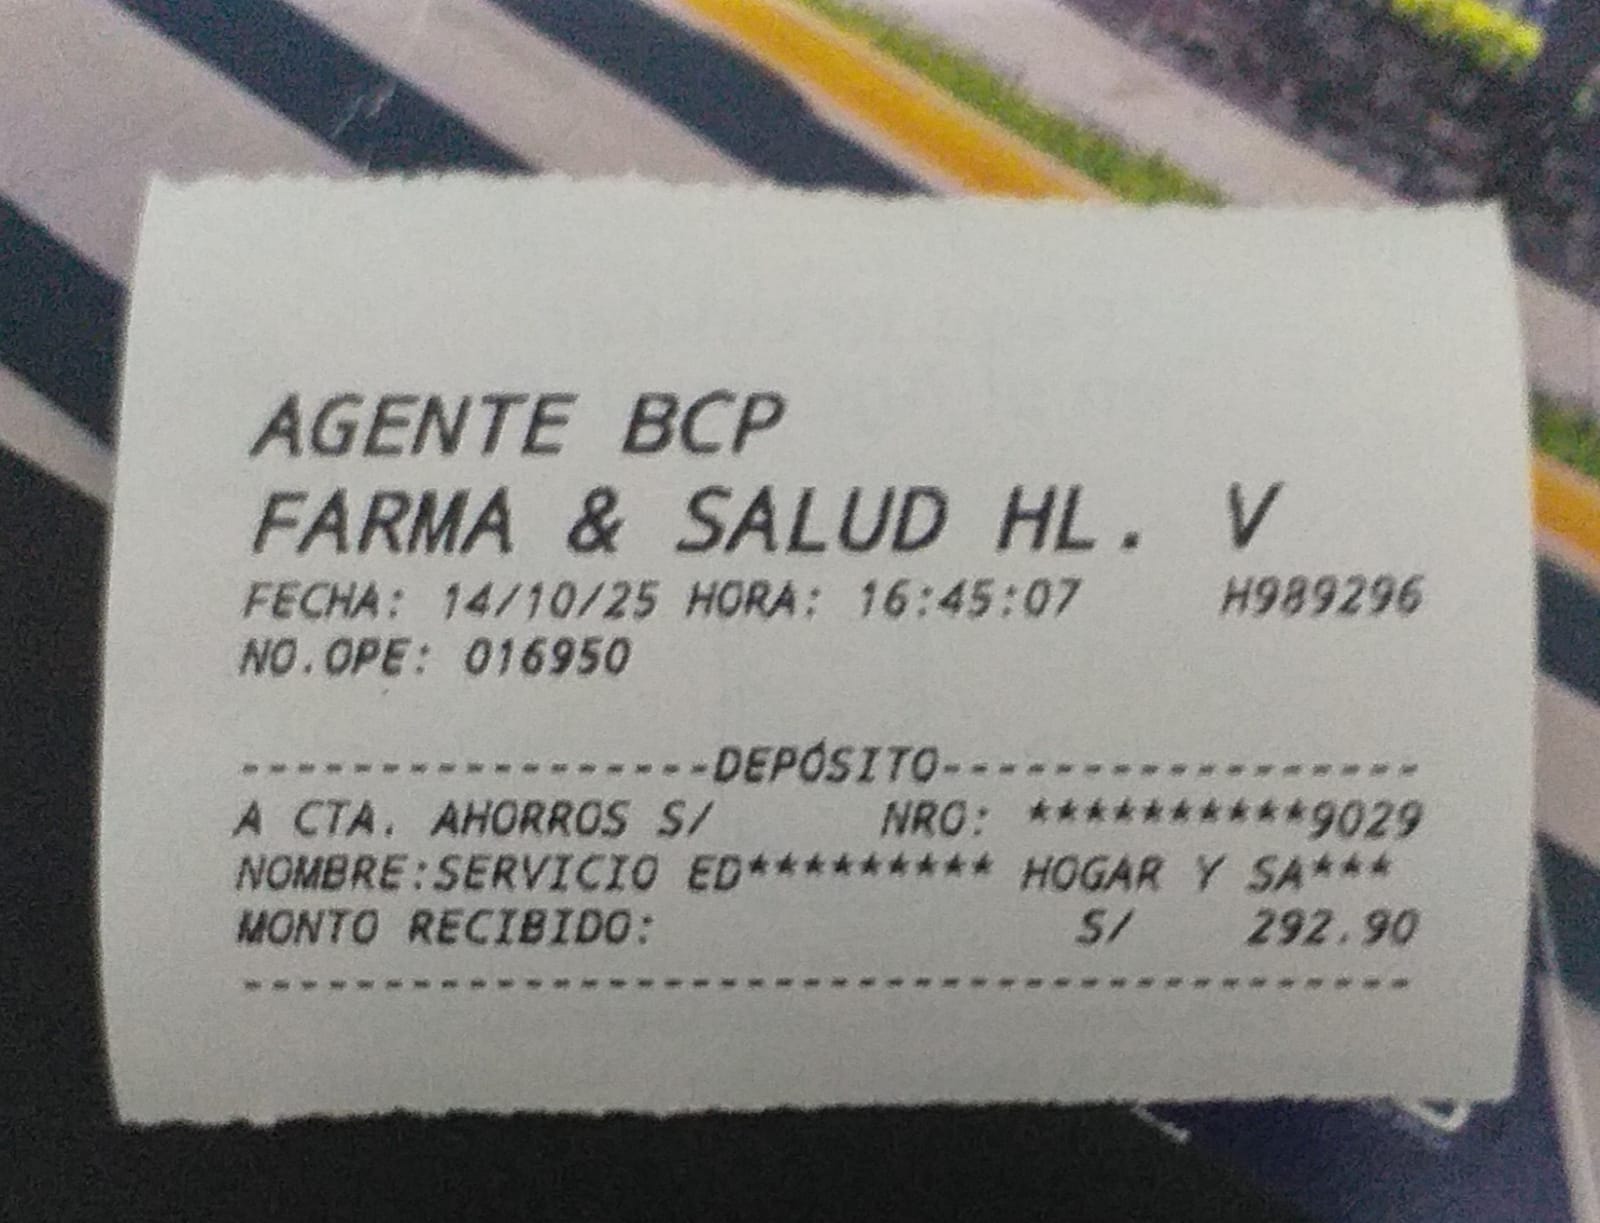 AGENTE BCP
FARMA & SALUD HL. V
FECHA: 14/10/25 HORA: 16:45:07 H989296
NO.OPE: 016950
------------------DEPÓSITO------------------
A CTA. AHORROS S/ NRO: **********9029
NOMBRE:SERVICIO ED********* HOGAR Y SA***
MONTO RECIBIDO: S/ 292.90
--------------------------------------------